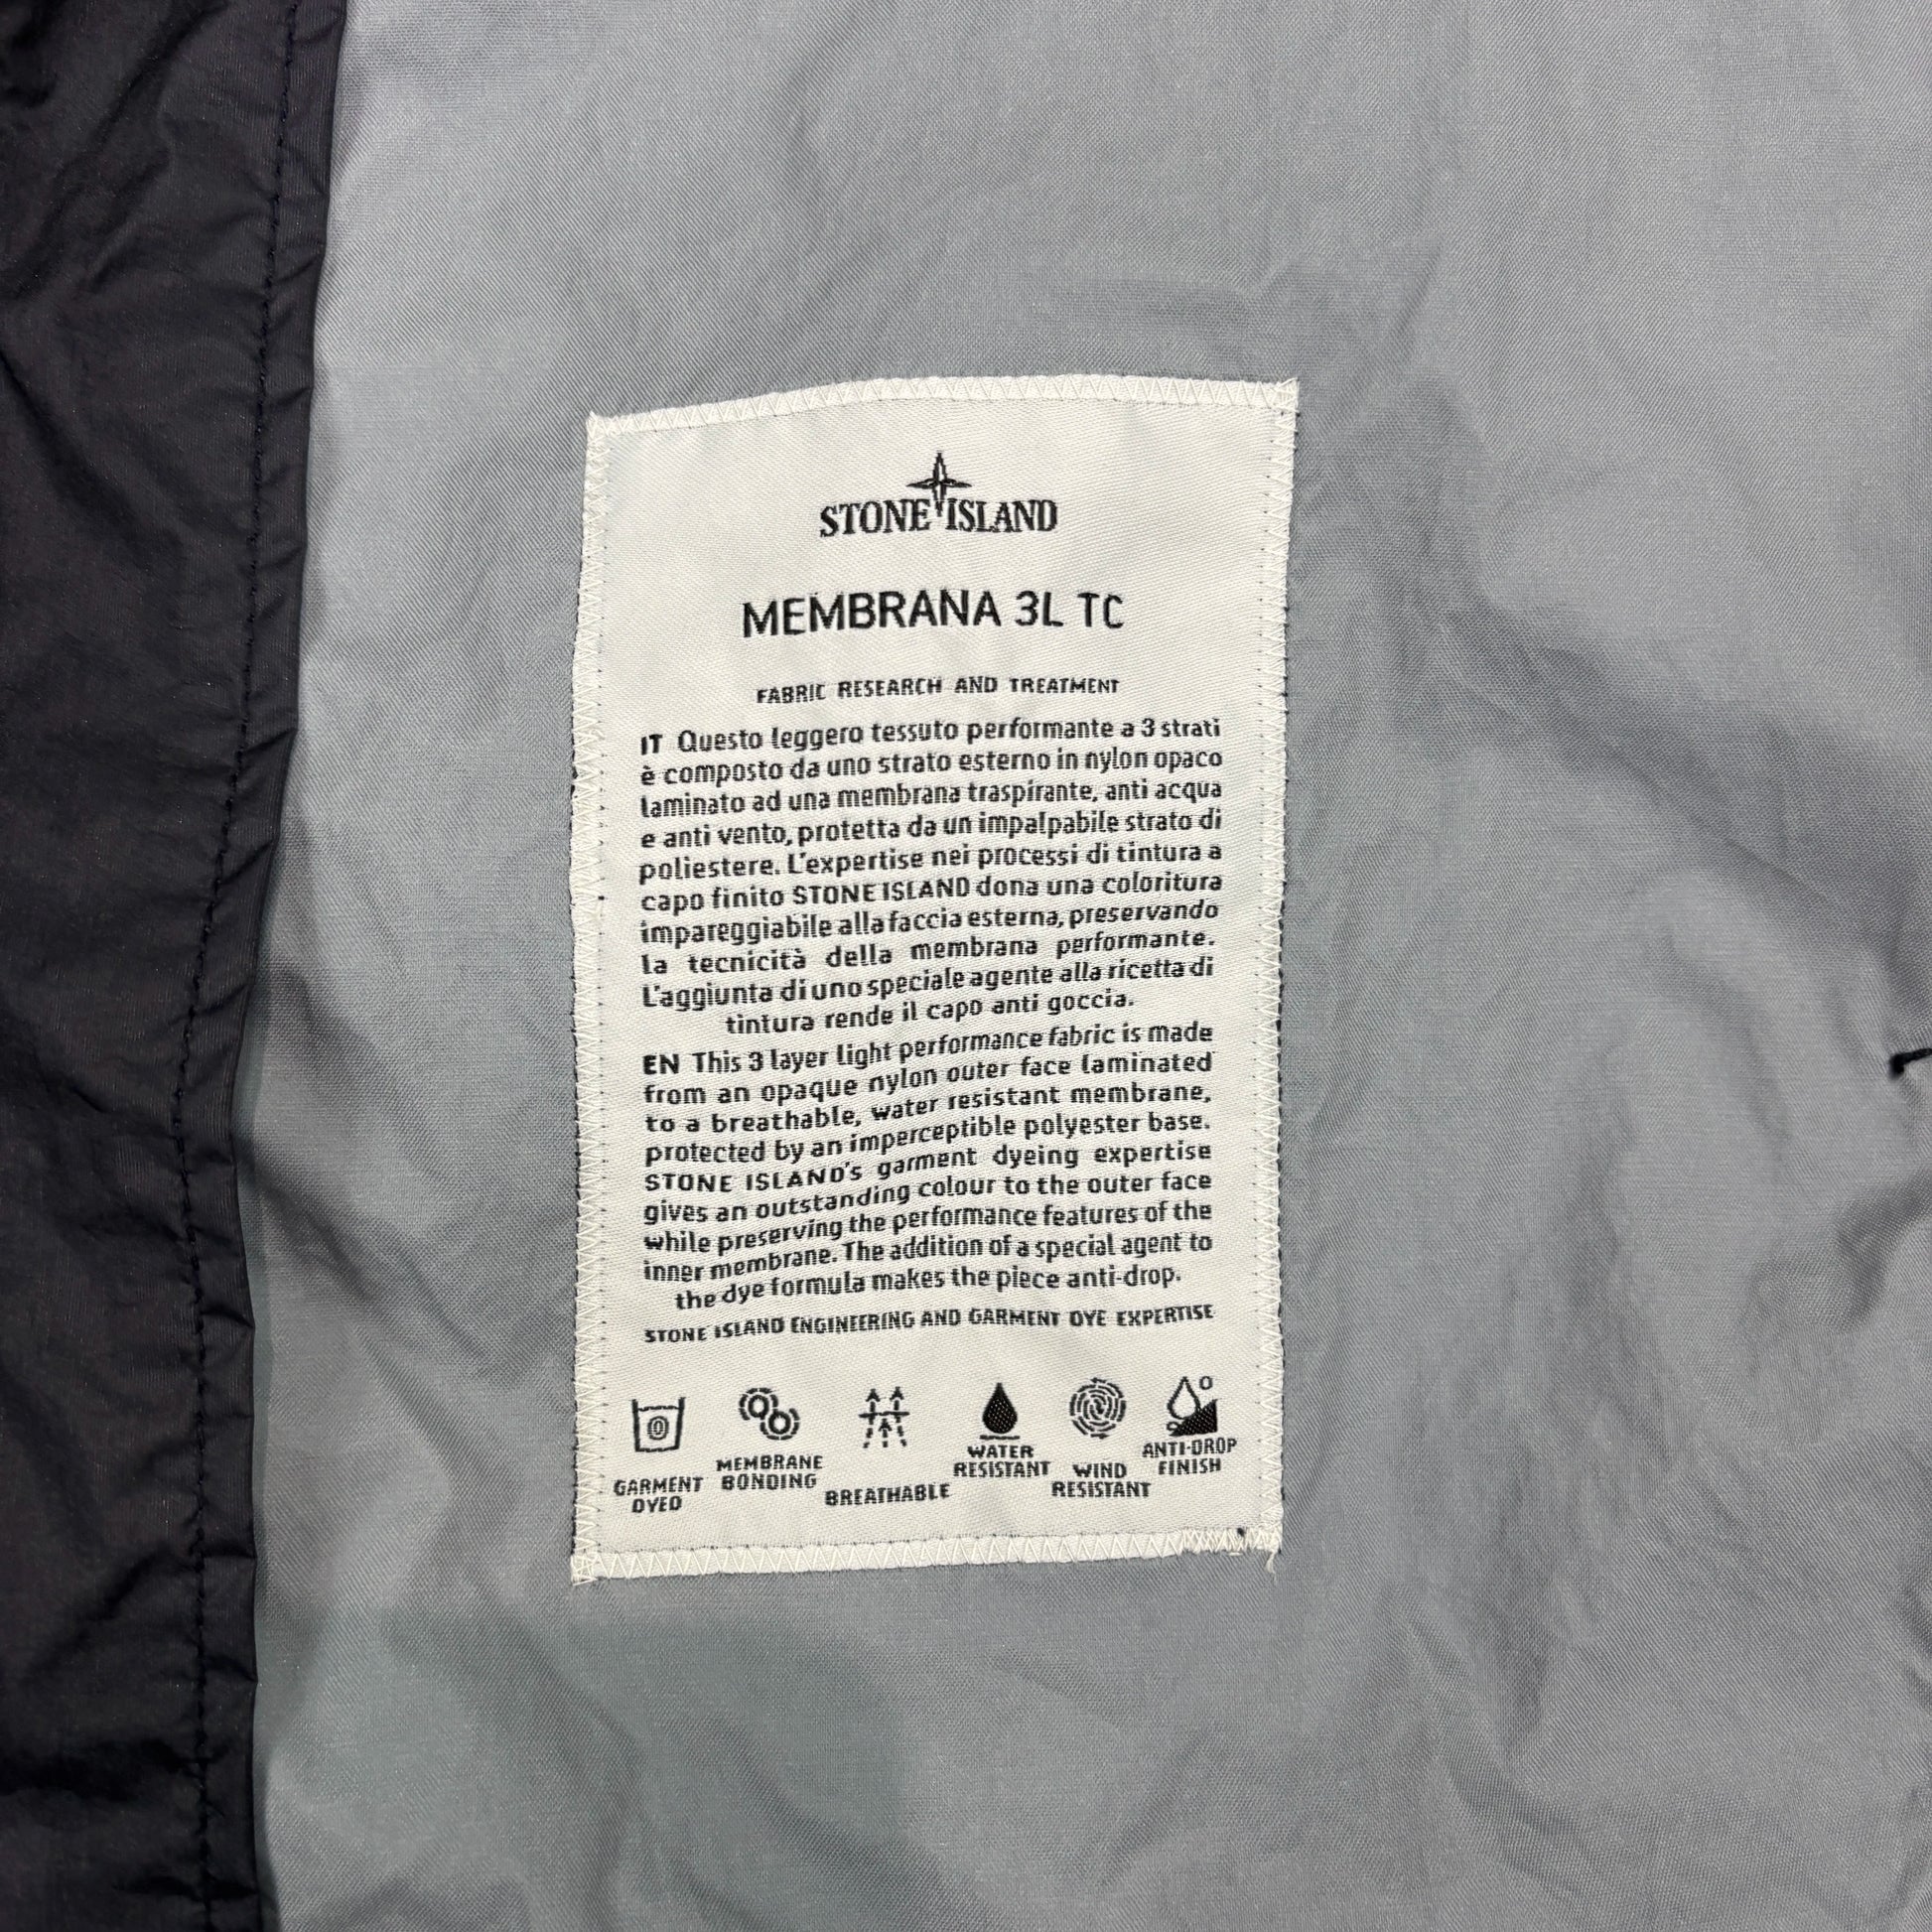 STONE ISLAND
MEMBRANA 3L TC
FABRIC RESEARCH AND TREATMENT
IT Questo leggero tessuto performante a 3 strati
è composto da uno strato esterno in nylon opaco
laminato ad una membrana traspirante, anti acqua
e anti vento, protetta da un impalpabile strato di
poliestere. L'expertise nei processi di tintura a
capo finito STONE ISLAND dona una coloritura
impareggiabile alla faccia esterna, preservando
la tecnicità della membrana performante.
L'aggiunta di uno speciale agente alla ricetta di
tintura rende il capo anti goccia.
EN This 3 layer light performance fabric is made
from an opaque nylon outer face laminated
to a breathable, water resistant membrane,
protected by an imperceptible polyester base.
STONE ISLAND's garment dyeing expertise
gives an outstanding colour to the outer face
while preserving the performance features of the
inner membrane. The addition of a special agent to
the dye formula makes the piece anti-drop.
STONE ISLAND ENGINEERING AND GARMENT DYE EXPERTISE
GARMENT
DYED
MEMBRANE
BONDING
BREATHABLE
WATER
RESISTANT
WIND
RESISTANT
ANTI-DROP
FINISH